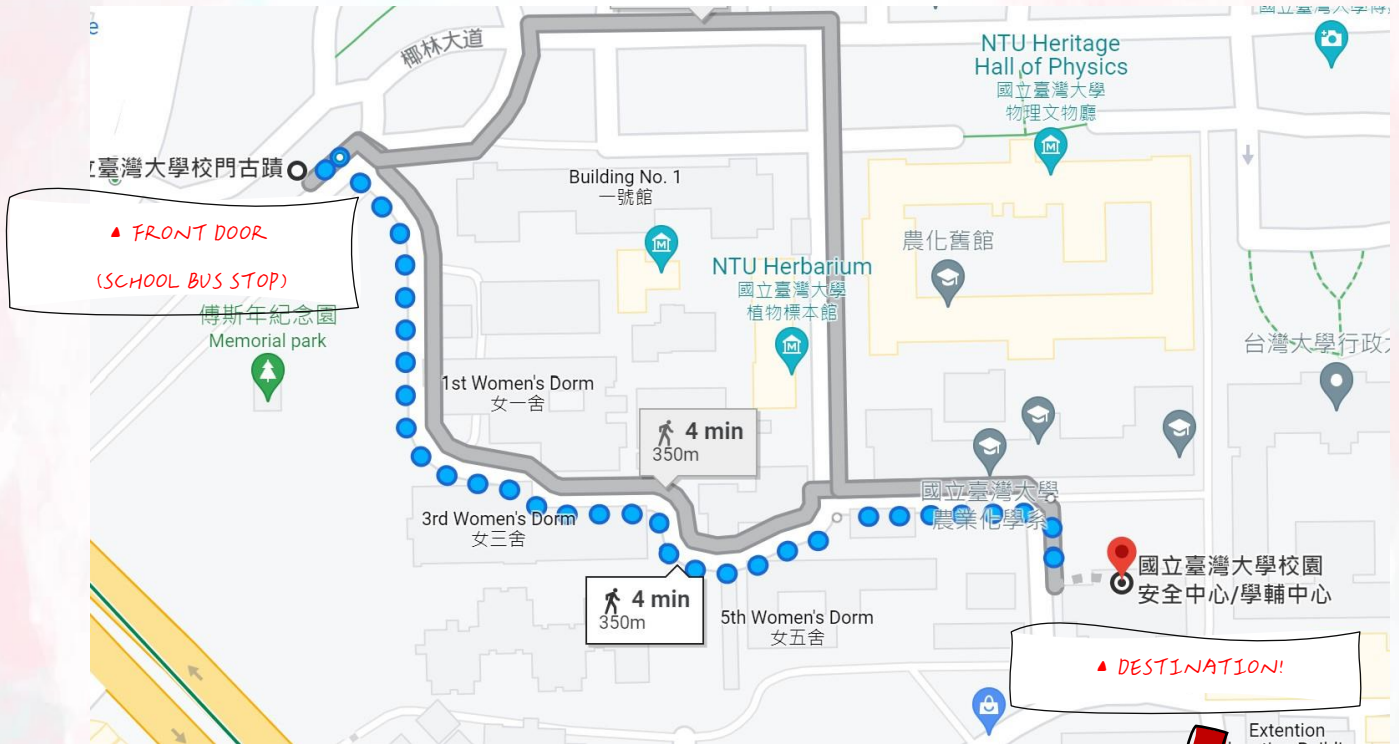 椰林大道
NTU Heritage
Hall of Physics
國立臺灣大學
物理文物廳
臺灣大學校門古蹟
Building No. 1
一號館
▲ FRONT DOOR
(SCHOOL BUS STOP)
農化舊館
NTU Herbarium
國立臺灣大學
植物標本館
傅斯年紀念園
Memorial park
台灣大學行政
1st Women's Dorm
女一舍
4 min
350m
國立臺灣大學
農業化學系
3rd Women's Dorm
女三舍
國立臺灣大學校園
安全中心/學輔中心
4 min
350m
5th Women's Dorm
女五舍
▲ DESTINATION!
Extention